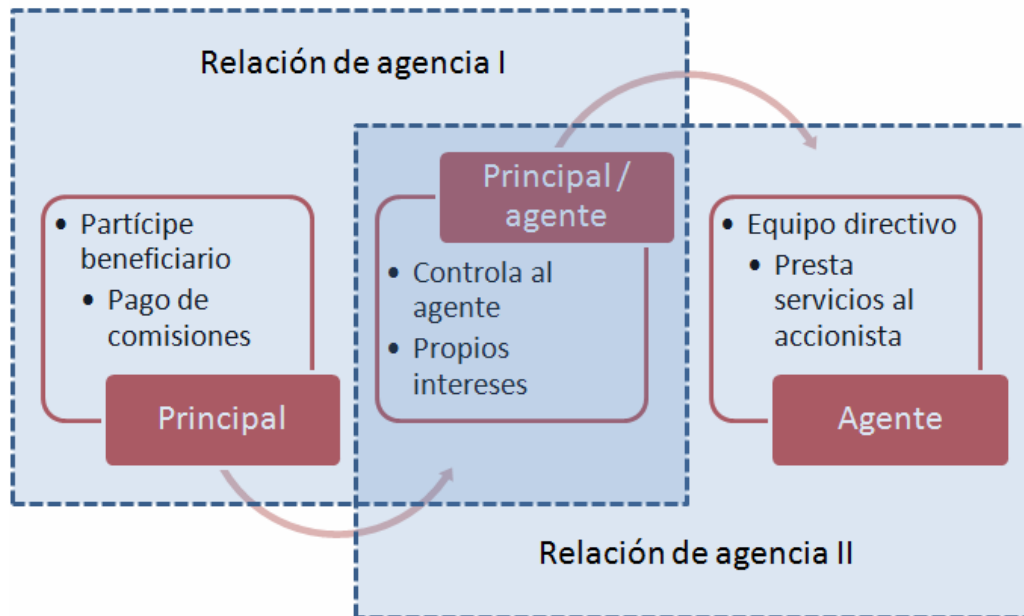 Relación de agencia I
• Partícipe
beneficiario
• Pago de
comisiones
Principal
Principal /
agente
• Controla al
agente
• Propios
intereses
• Equipo directivo
• Presta
servicios al
accionista
Agente
Relación de agencia II